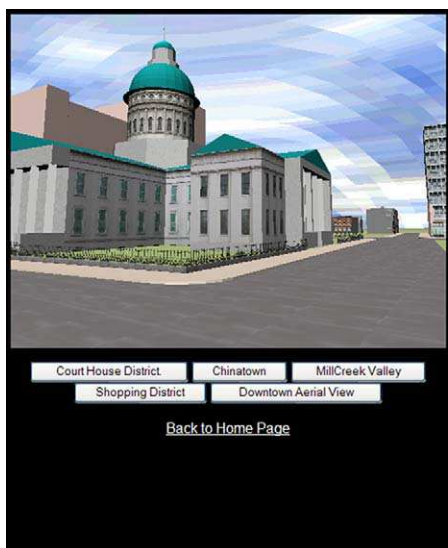 Court House District Chinatown MillCreek Valley
Shopping District Downtown Aerial View
Back to Home Page